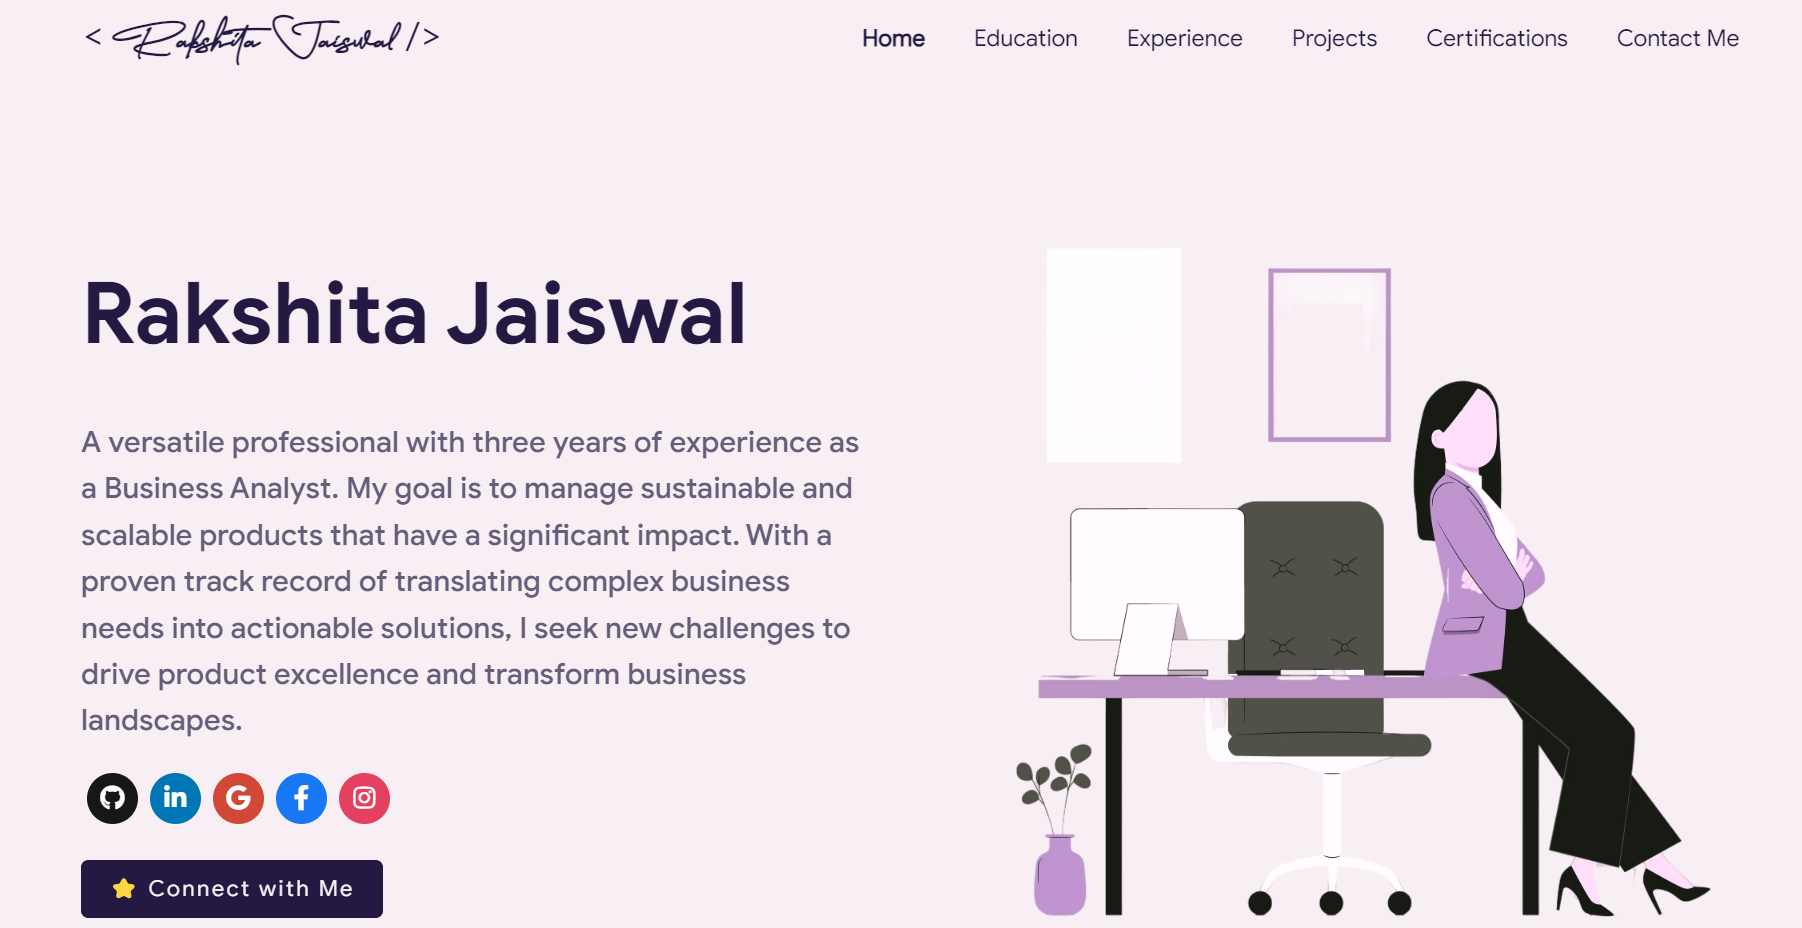 < Rakshita Jaiswal />
Home Education Experience Projects Certifications Contact Me
Rakshita Jaiswal
A versatile professional with three years of experience as
a Business Analyst. My goal is to manage sustainable and
scalable products that have a significant impact. With a
proven track record of translating complex business
needs into actionable solutions, I seek new challenges to
drive product excellence and transform business
landscapes.
Connect with Me